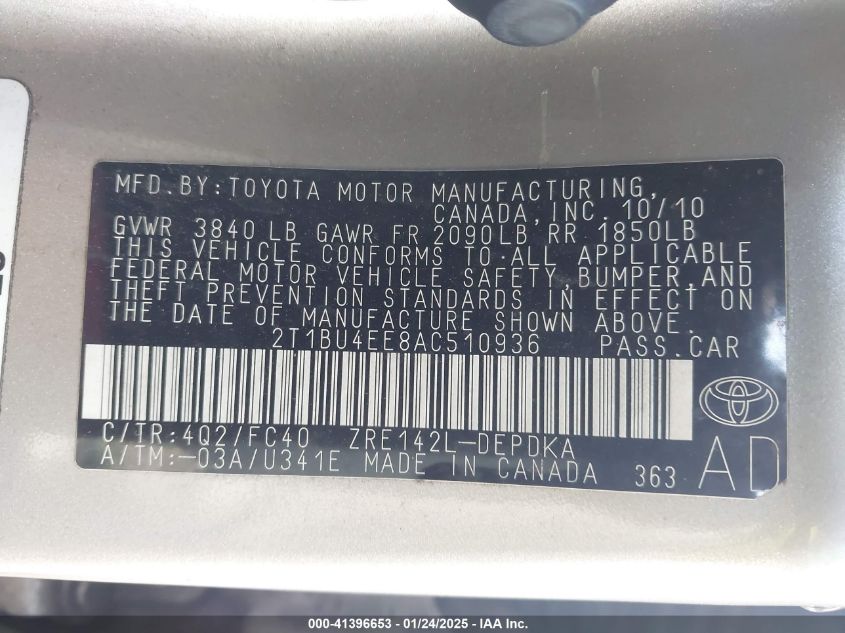 MFD.BY:TOYOTA MOTOR MANUFACTURING,
CANADA,INC. 10/10
GVWR 3840 LB GAWR FR 2090LB RR 1850LB
THIS VEHICLE CONFORMS TO ALL APPLICABLE
FEDERAL MOTOR VEHICLE SAFETY,BUMPER,AND
THEFT PREVENTION STANDARDS IN EFFECT ON
THE DATE OF MANUFACTURE SHOWN ABOVE.
2T1BU4EE8AC510936 PASS.CAR
C/TR:4Q2/FC40 ZRE142L-DEPDKA
A/TM:-03A/U341E MADE IN CANADA 363
AD
000-41396653 - 01/24/2025 - IAA Inc.